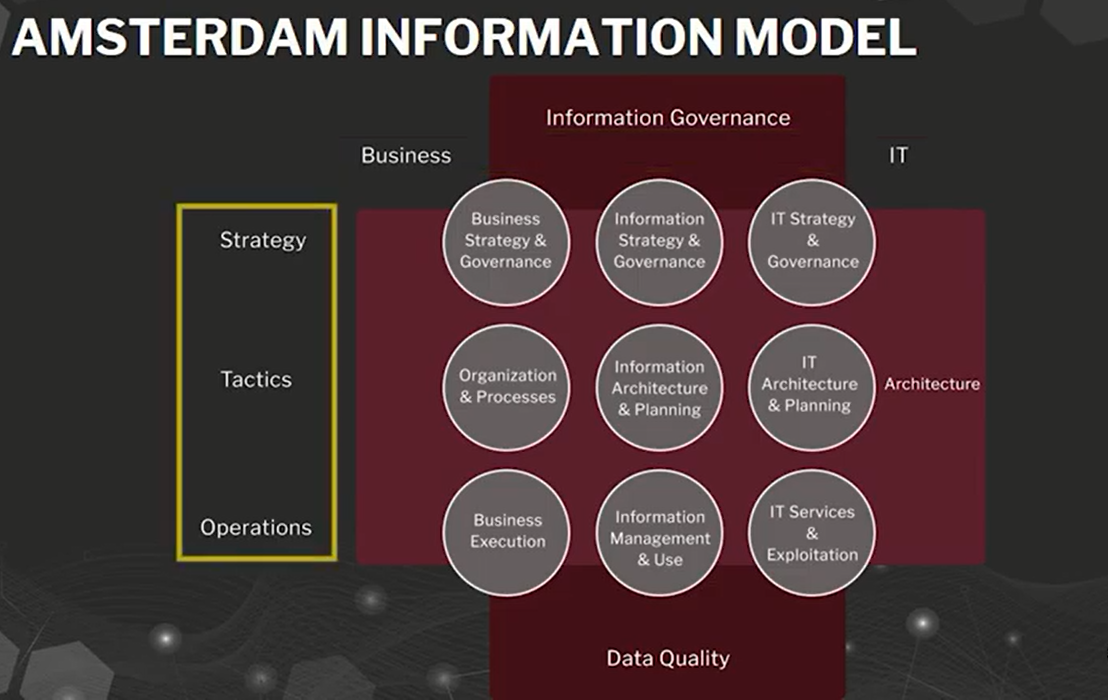 AMSTERDAM INFORMATION MODEL
Information Governance
Business
IT
Strategy
Business
Strategy &
Governance
Information
Strategy &
Governance
IT Strategy
&
Governance
Tactics
Organization
& Processes
Information
Architecture
& Planning
IT
Architecture
& Planning
Architecture
Operations
Business
Execution
Information
Management
& Use
IT Services
&
Exploitation
Data Quality